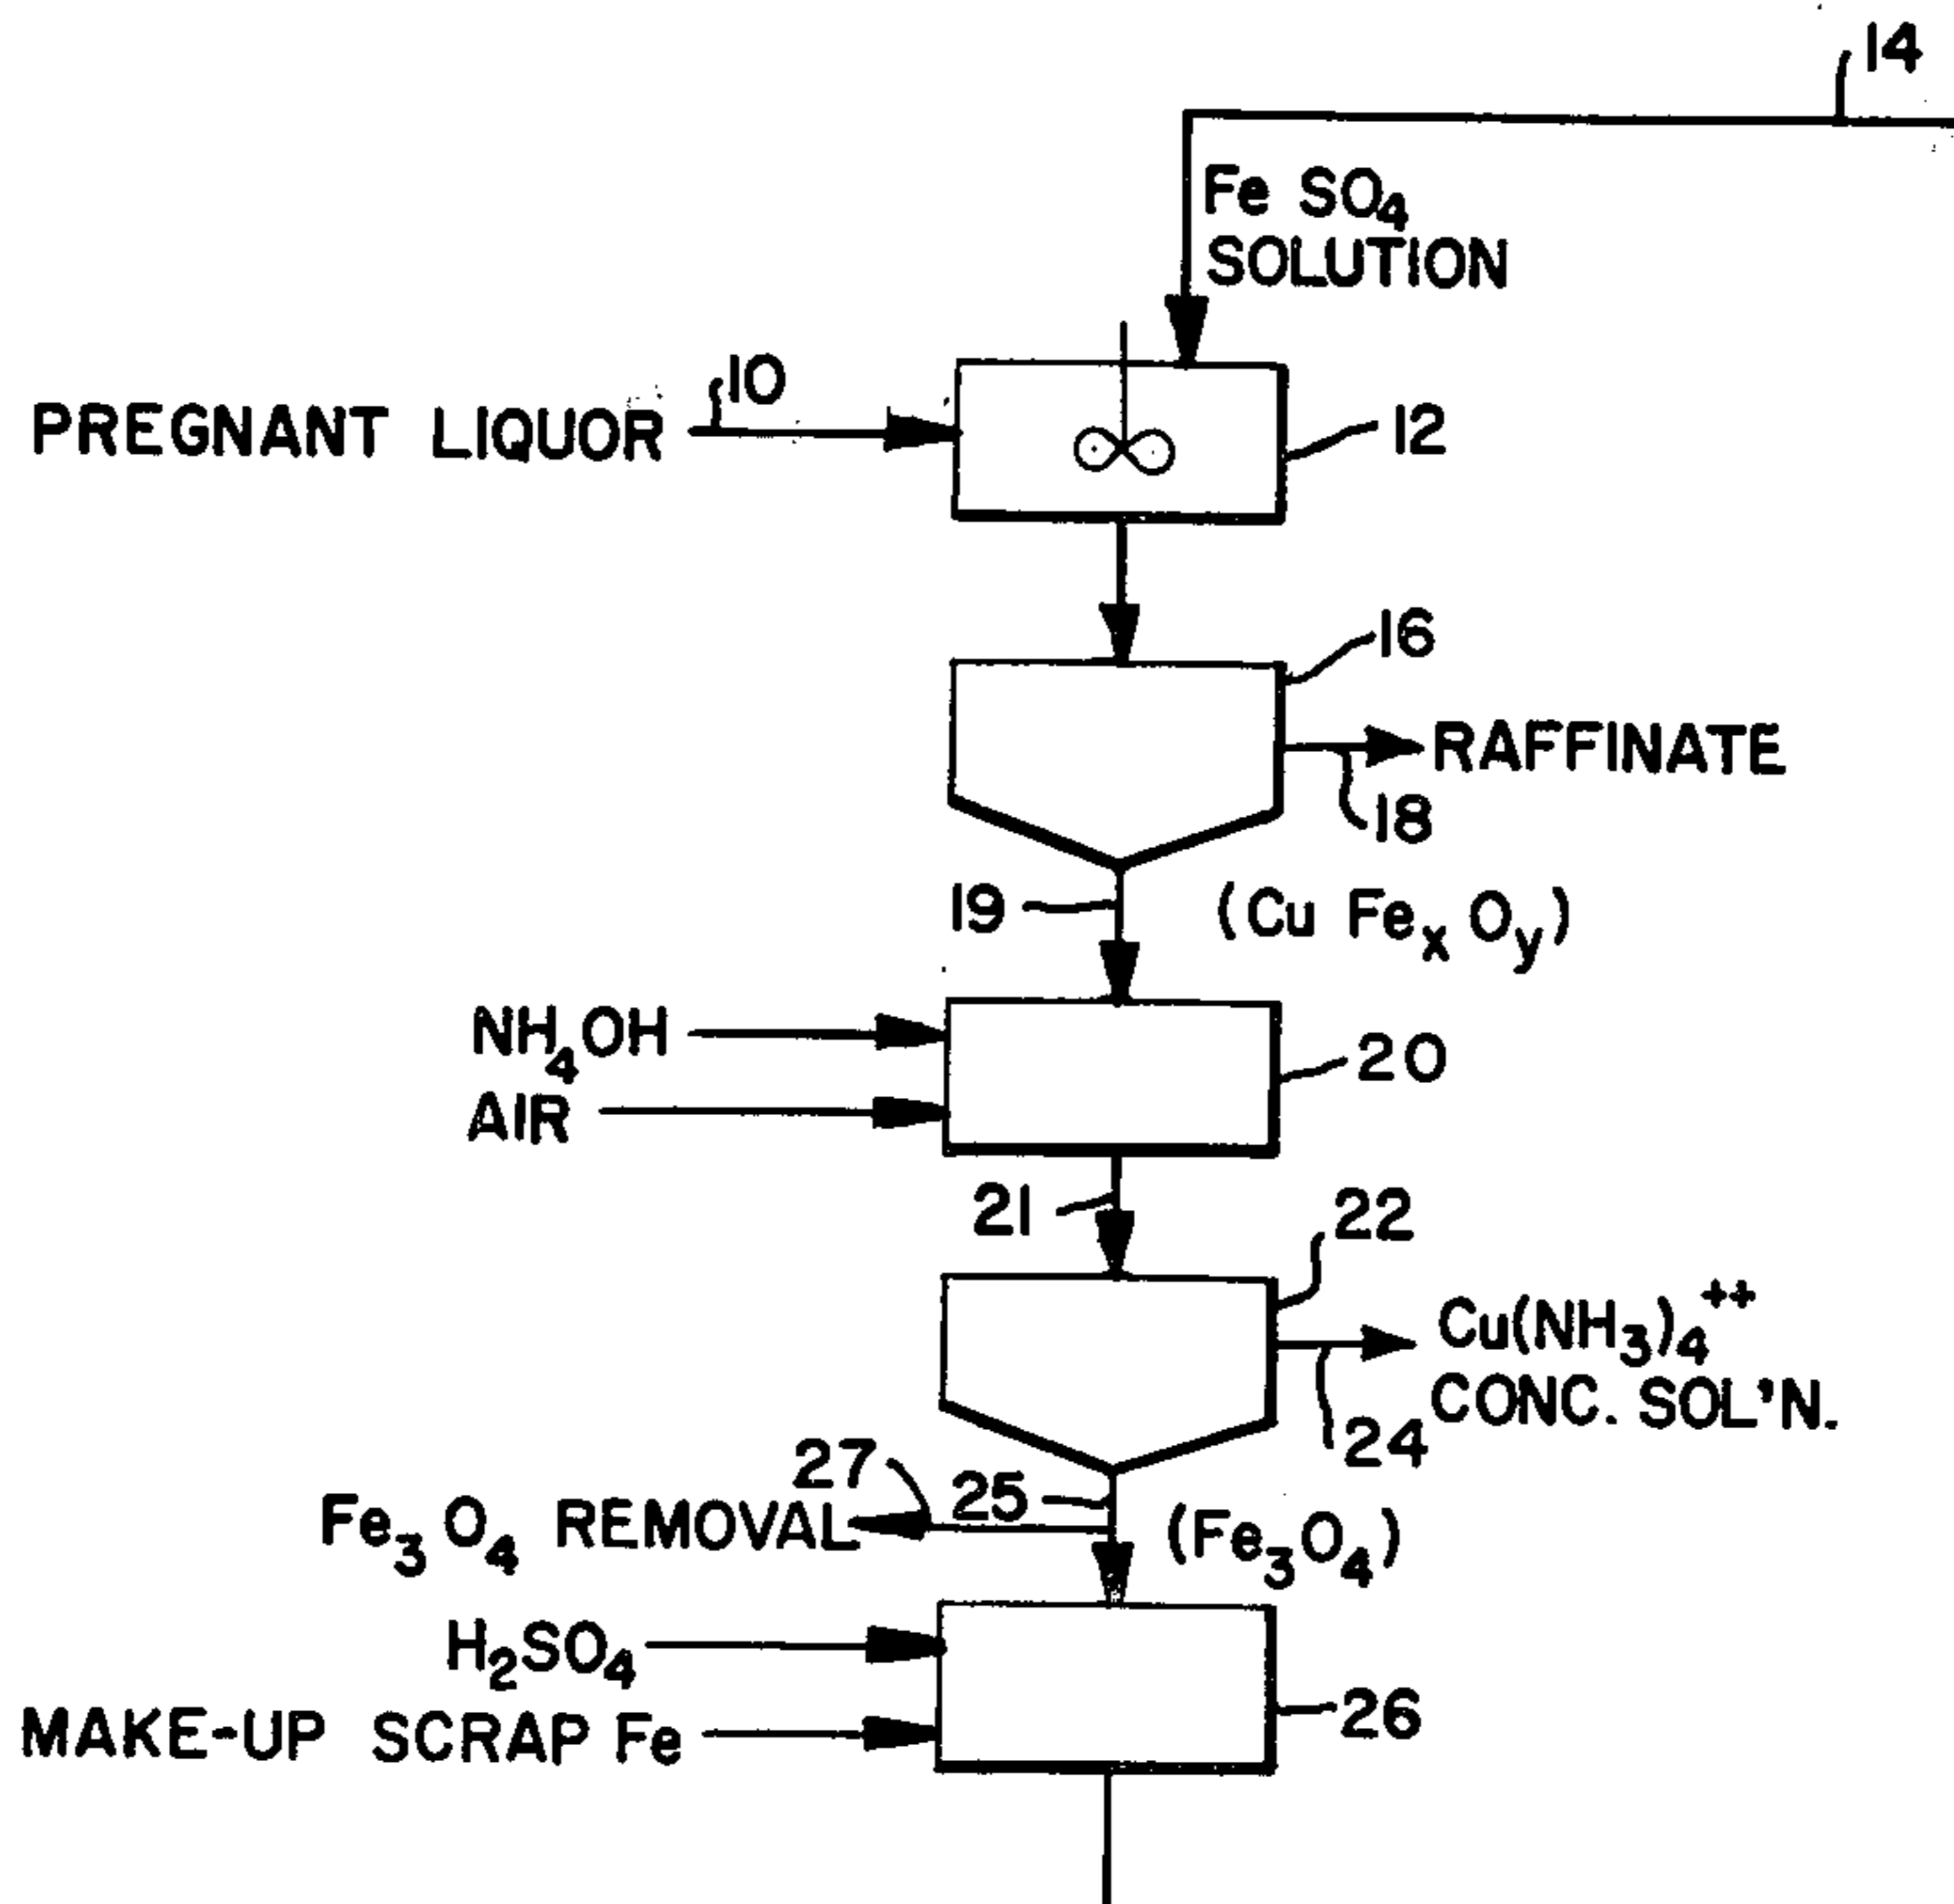 14
Fe SO₄
SOLUTION
10
PREGNANT LIQUOR
12
16
RAFFINATE
18
19
(Cu Feₓ Oᵧ)
NH₄OH
20
AIR
21
22
Cu(NH₃)₄⁺⁺
CONC. SOL'N.
24
27
25
Fe₃ O₄ REMOVAL
(Fe₃O₄)
H₂SO₄
26
MAKE-UP SCRAP Fe